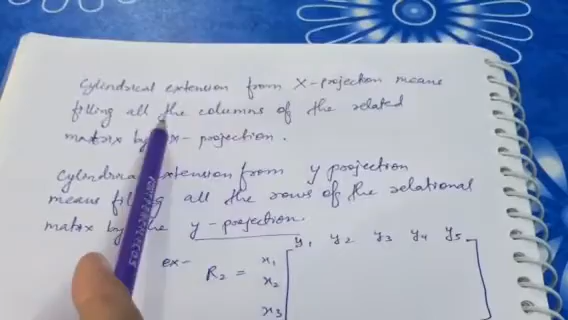 Cylindrical extension from X-projection means
filling all the columns of the related
matrix by x-projection.
Cylindrical extension from y projection
means filling all the rows of the relational
matrix by the y-projection.
y1 y2 y3 y4 y5
ex- R2 = x1
x2
x3